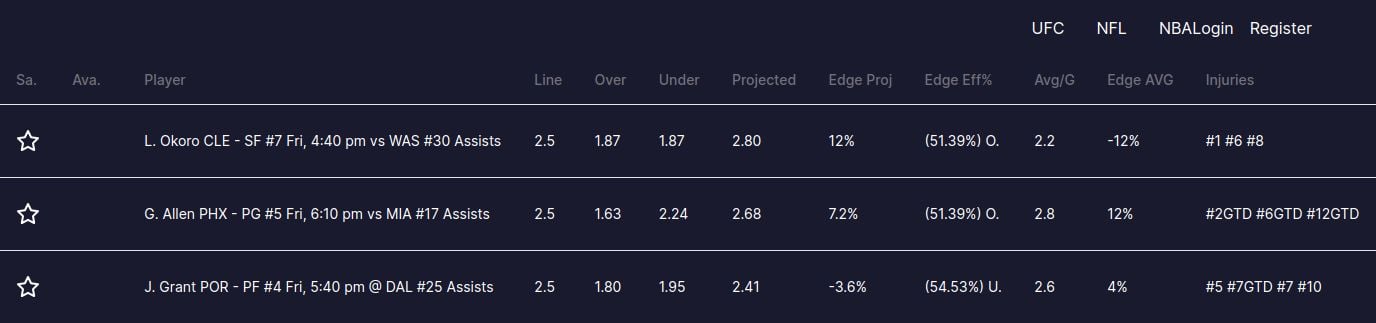 UFC NFL NBALogin Register
Sa. Ava. Player Line Over Under Projected Edge Proj Edge Eff% Avg/G Edge AVG Injuries
L. Okoro CLE - SF #7 Fri, 4:40 pm vs WAS #30 Assists 2.5 1.87 1.87 2.80 12% (51.39%) O. 2.2 -12% #1 #6 #8
G. Allen PHX - PG #5 Fri, 6:10 pm vs MIA #17 Assists 2.5 1.63 2.24 2.68 7.2% (51.39%) O. 2.8 12% #2GTD #6GTD #12GTD
J. Grant POR - PF #4 Fri, 5:40 pm @ DAL #25 Assists 2.5 1.80 1.95 2.41 -3.6% (54.53%) U. 2.6 4% #5 #7GTD #7 #10